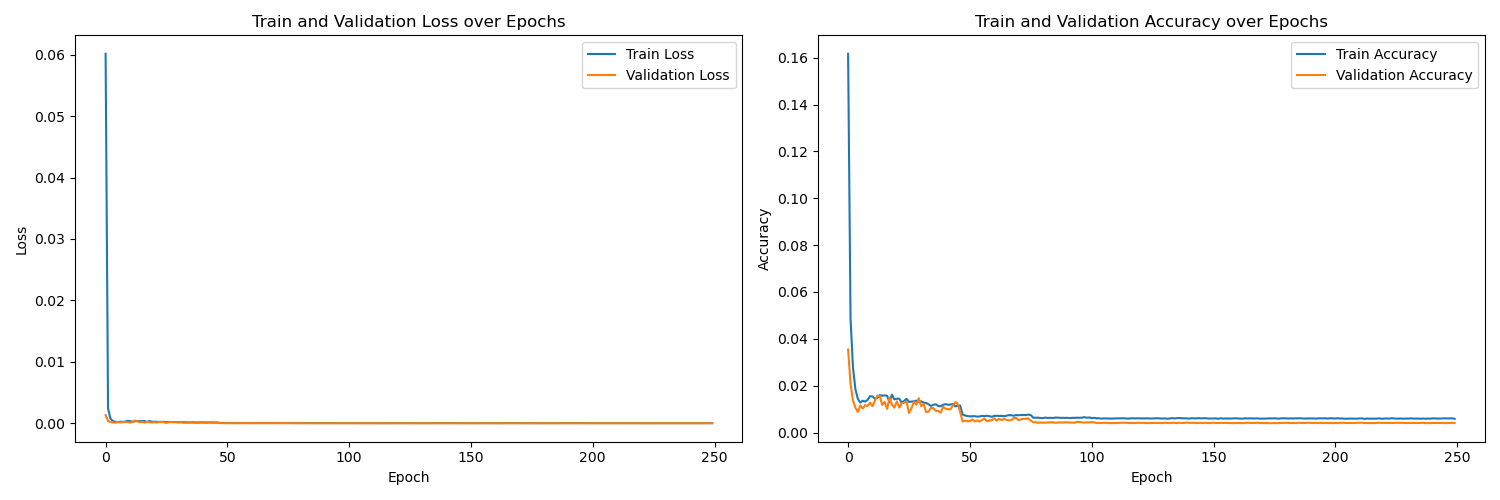 Train and Validation Loss over Epochs
Train Loss
Validation Loss
0.06
0.05
0.04
0.03
0.02
0.01
0.00
Loss
0 50 100 150 200 250
Epoch
Train and Validation Accuracy over Epochs
Train Accuracy
Validation Accuracy
0.16
0.14
0.12
0.10
0.08
0.06
0.04
0.02
0.00
Accuracy
0 50 100 150 200 250
Epoch